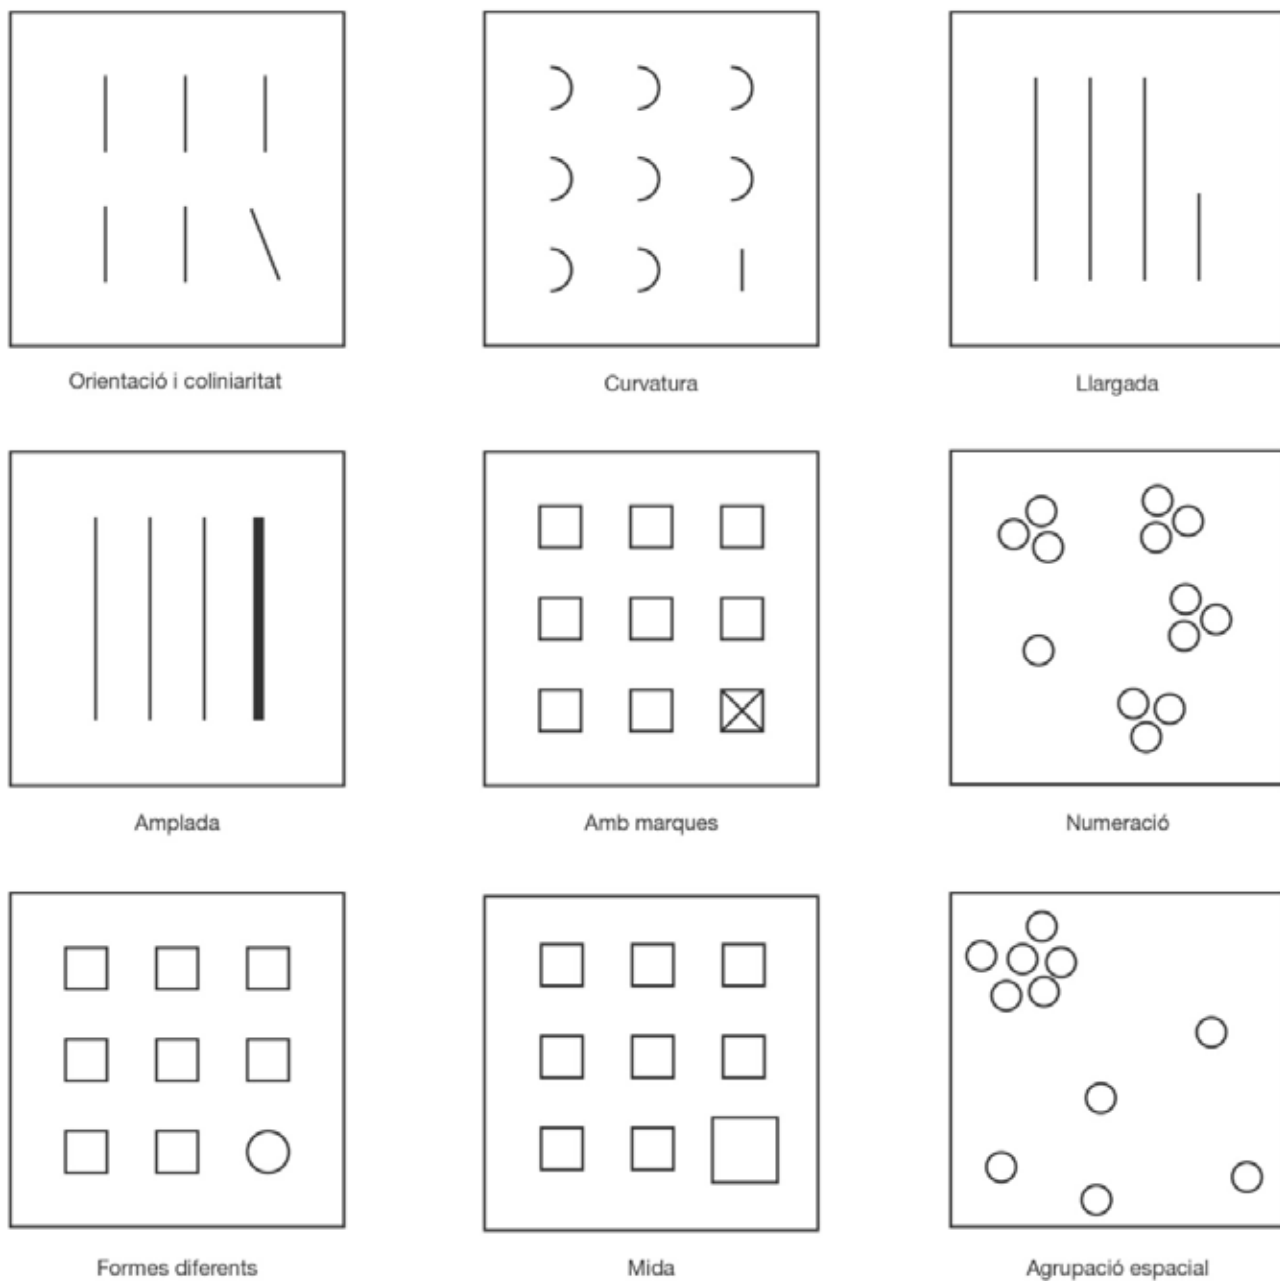 Orientació i coliniaritat
Curvatura
Llargada
Amplada
Amb marques
Numeració
Formes diferents
Mida
Agrupació espacial